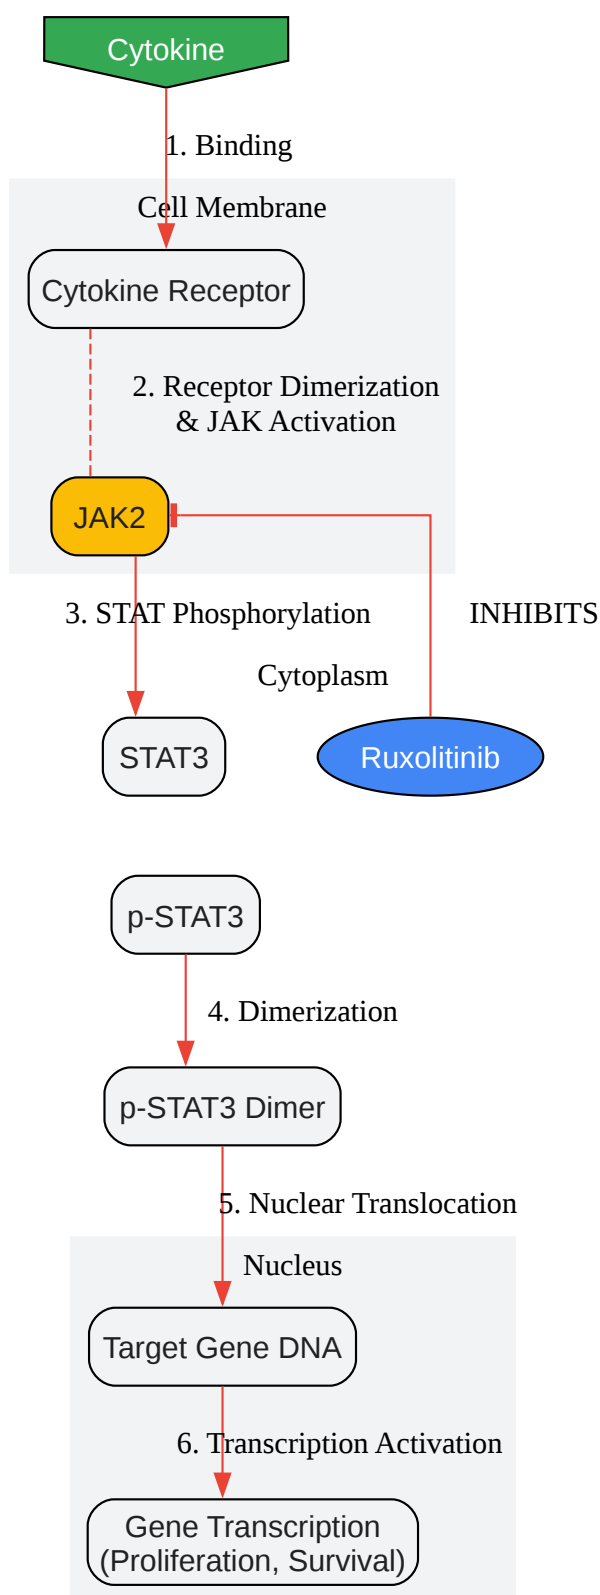 Cytokine
1. Binding
Cell Membrane
Cytokine Receptor
2. Receptor Dimerization
& JAK Activation
JAK2
3. STAT Phosphorylation
INHIBITS
Cytoplasm
STAT3
Ruxolitinib
p-STAT3
4. Dimerization
p-STAT3 Dimer
5. Nuclear Translocation
Nucleus
Target Gene DNA
6. Transcription Activation
Gene Transcription
(Proliferation, Survival)